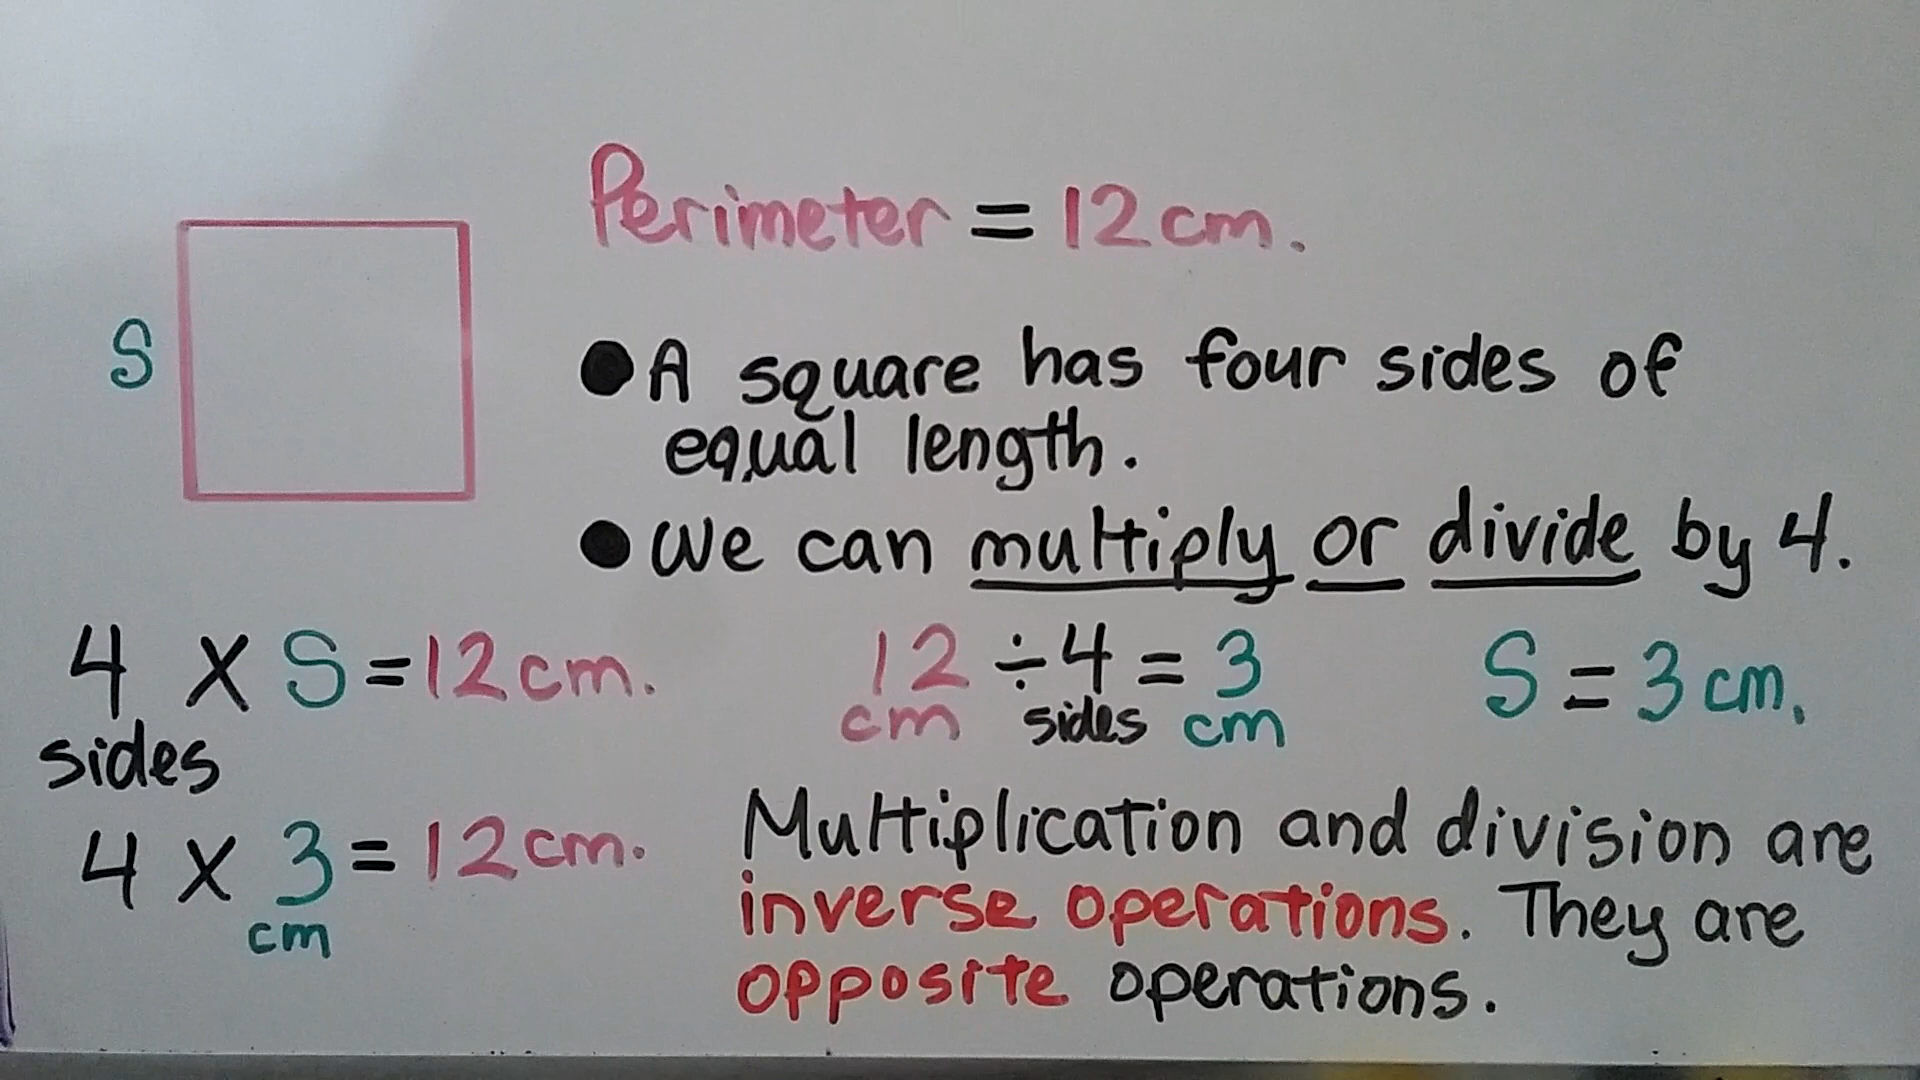 Perimeter = 12 cm.
S
● A square has four sides of
equal length.
● We can multiply or divide by 4.
4 x S = 12 cm.
sides
12 ÷ 4 = 3
cm sides cm
S = 3 cm.
4 x 3 = 12 cm.
cm
Multiplication and division are
inverse operations. They are
opposite operations.